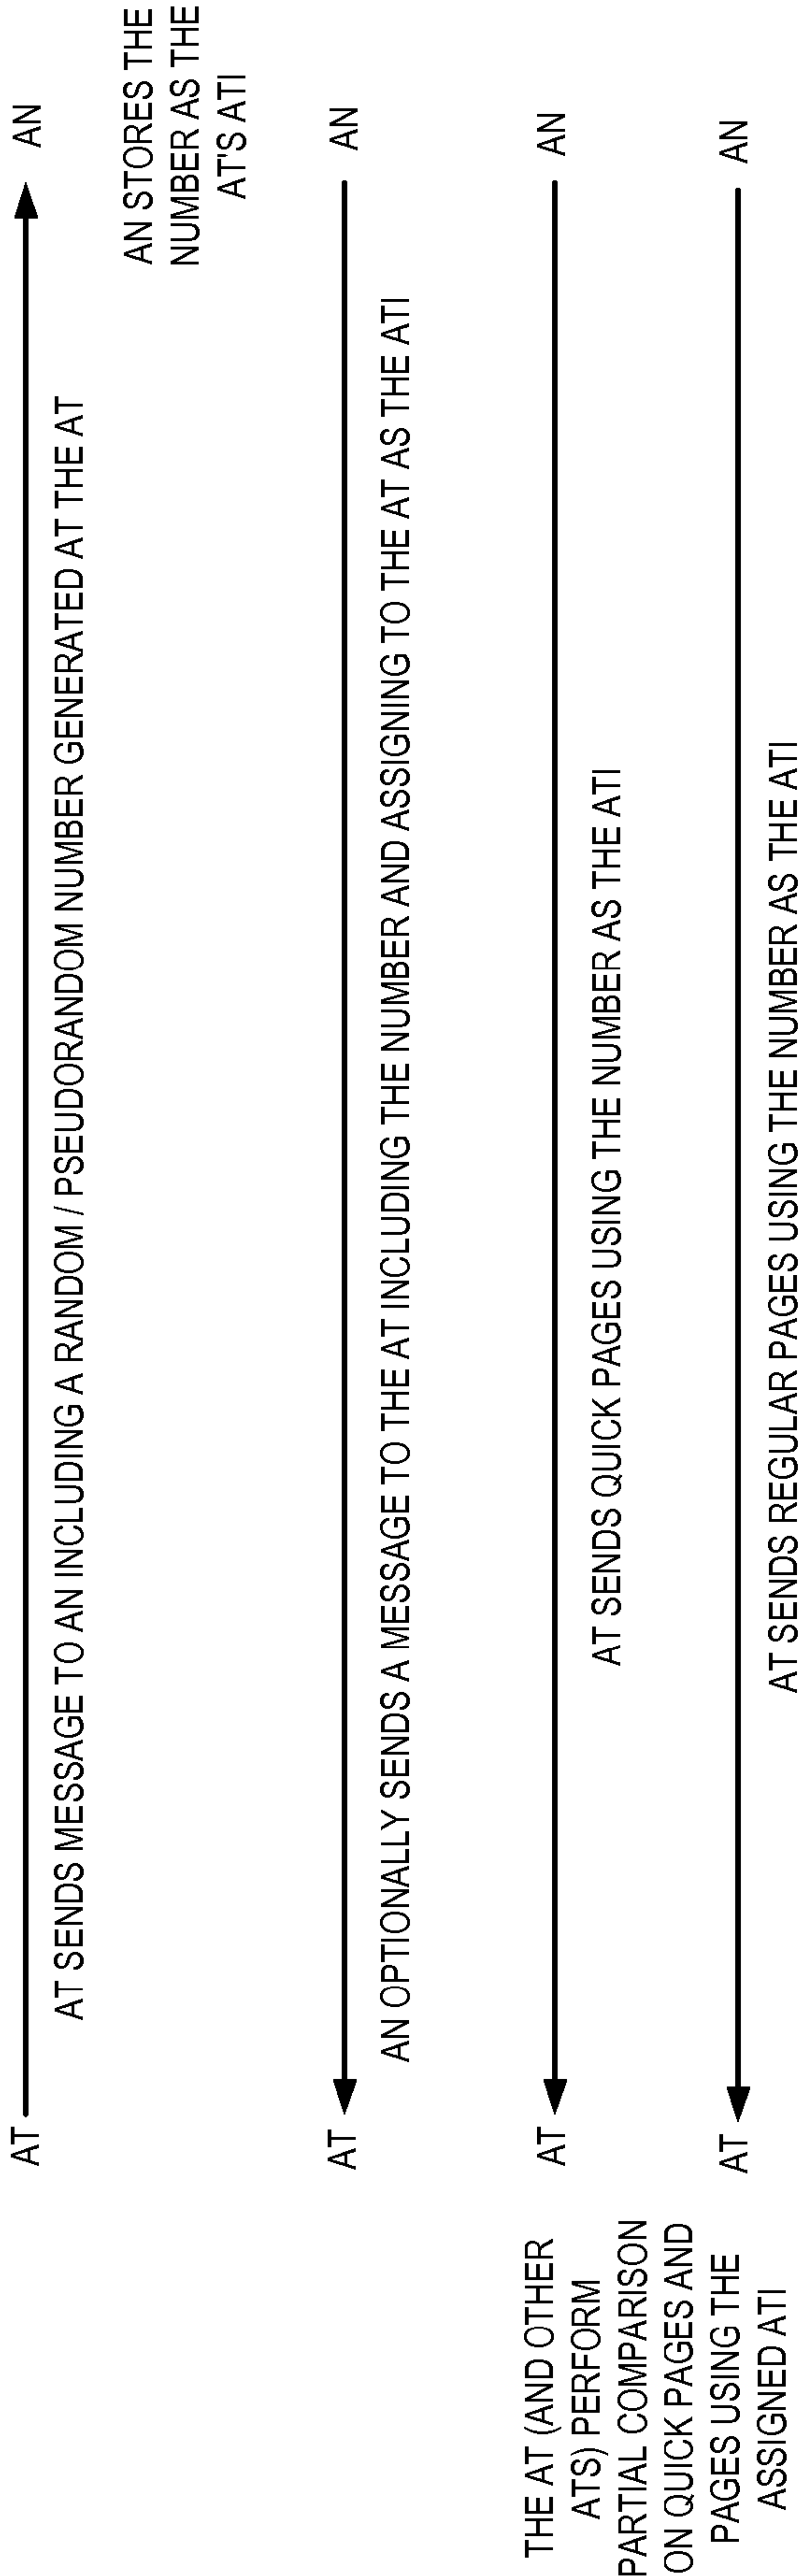 AT
AN
AT SENDS MESSAGE TO AN INCLUDING A RANDOM / PSEUDORANDOM NUMBER GENERATED AT THE AT
AN STORES THE
NUMBER AS THE
AT'S ATI
AT
AN
AN OPTIONALLY SENDS A MESSAGE TO THE AT INCLUDING THE NUMBER AND ASSIGNING TO THE AT AS THE ATI
AT
AN
AT SENDS QUICK PAGES USING THE NUMBER AS THE ATI
THE AT (AND OTHER
ATS) PERFORM
PARTIAL COMPARISON
ON QUICK PAGES AND
PAGES USING THE
ASSIGNED ATI
AT
AN
AT SENDS REGULAR PAGES USING THE NUMBER AS THE ATI